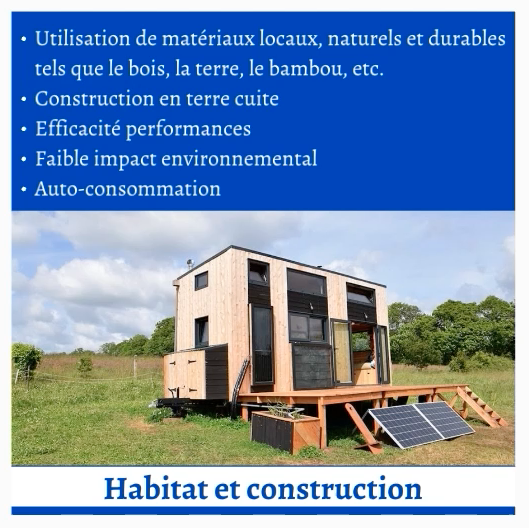 • Utilisation de matériaux locaux, naturels et durables
tels que le bois, la terre, le bambou, etc.
• Construction en terre cuite
• Efficacité performances
• Faible impact environnemental
• Auto-consommation
Habitat et construction